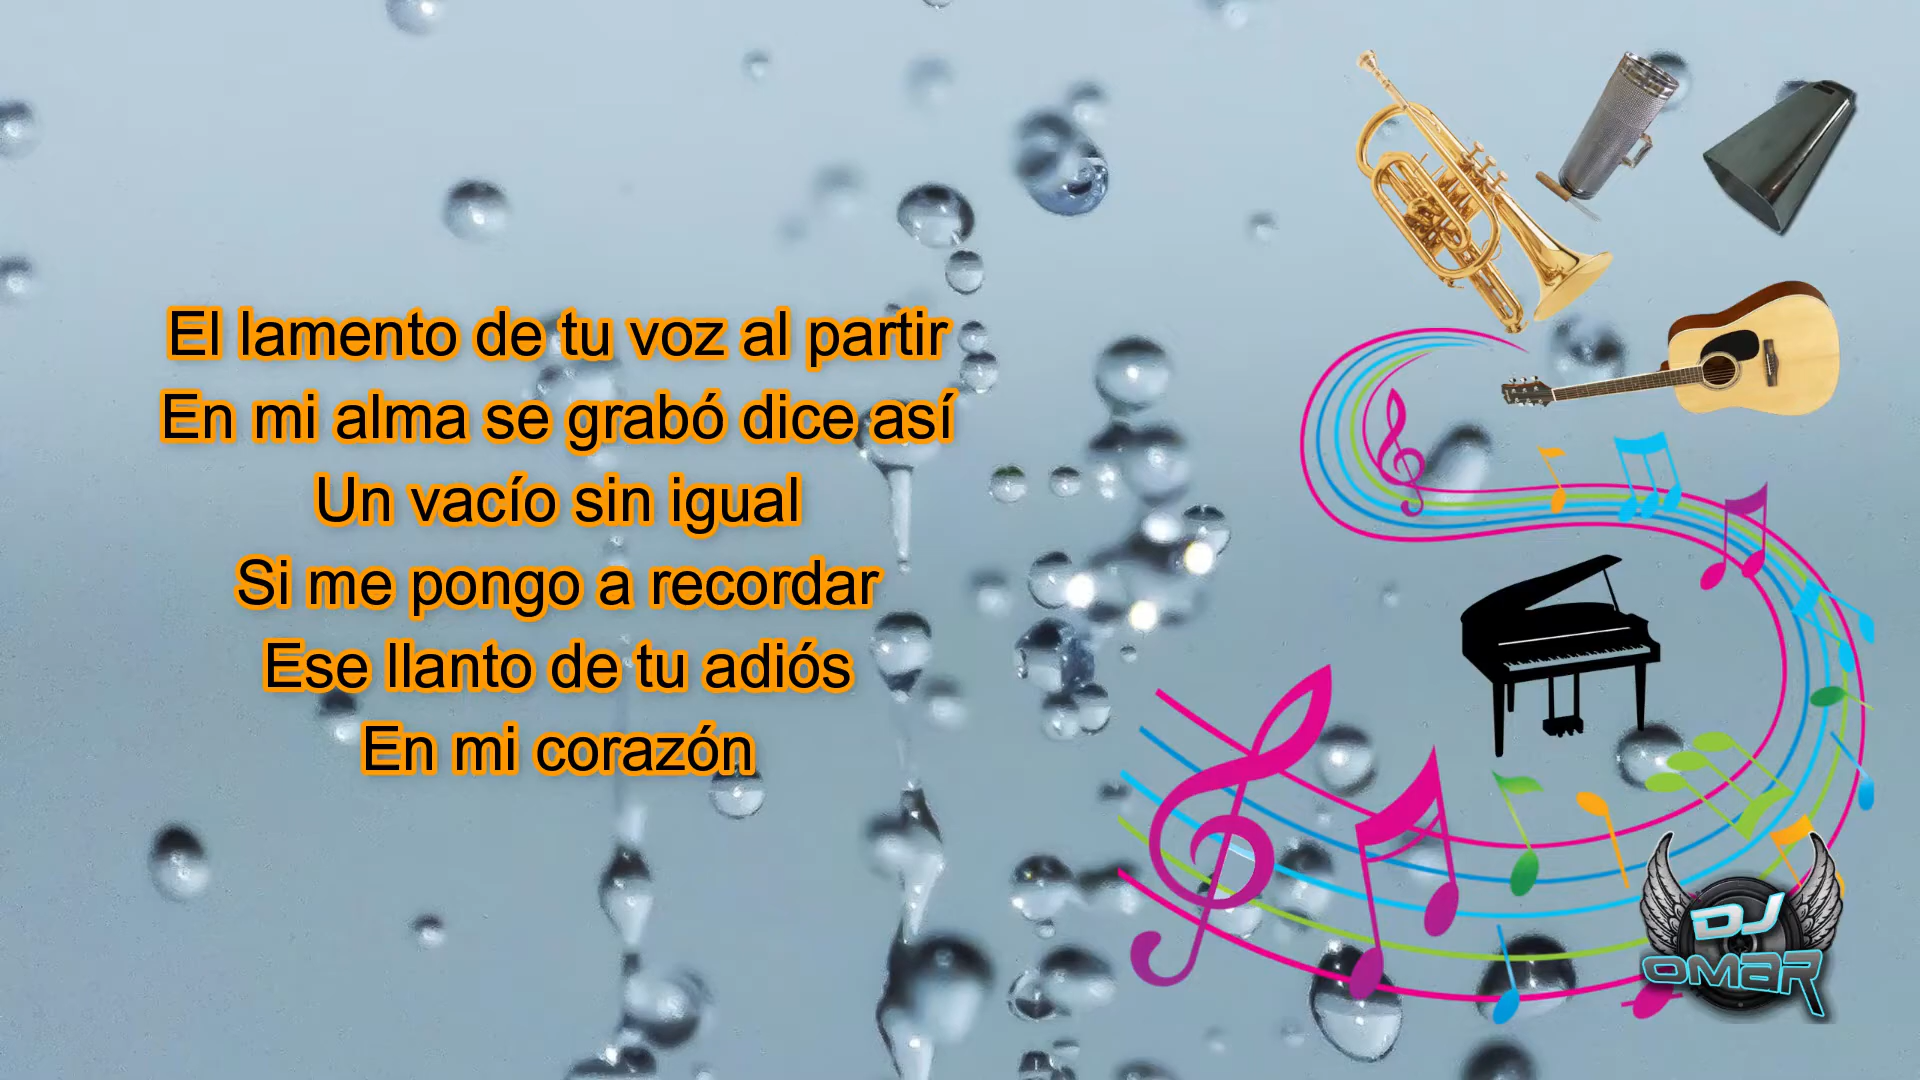 El lamento de tu voz al partir
En mi alma se grabó dice así
Un vacío sin igual
Si me pongo a recordar
Ese llanto de tu adiós
En mi corazón
DJ
OMAR